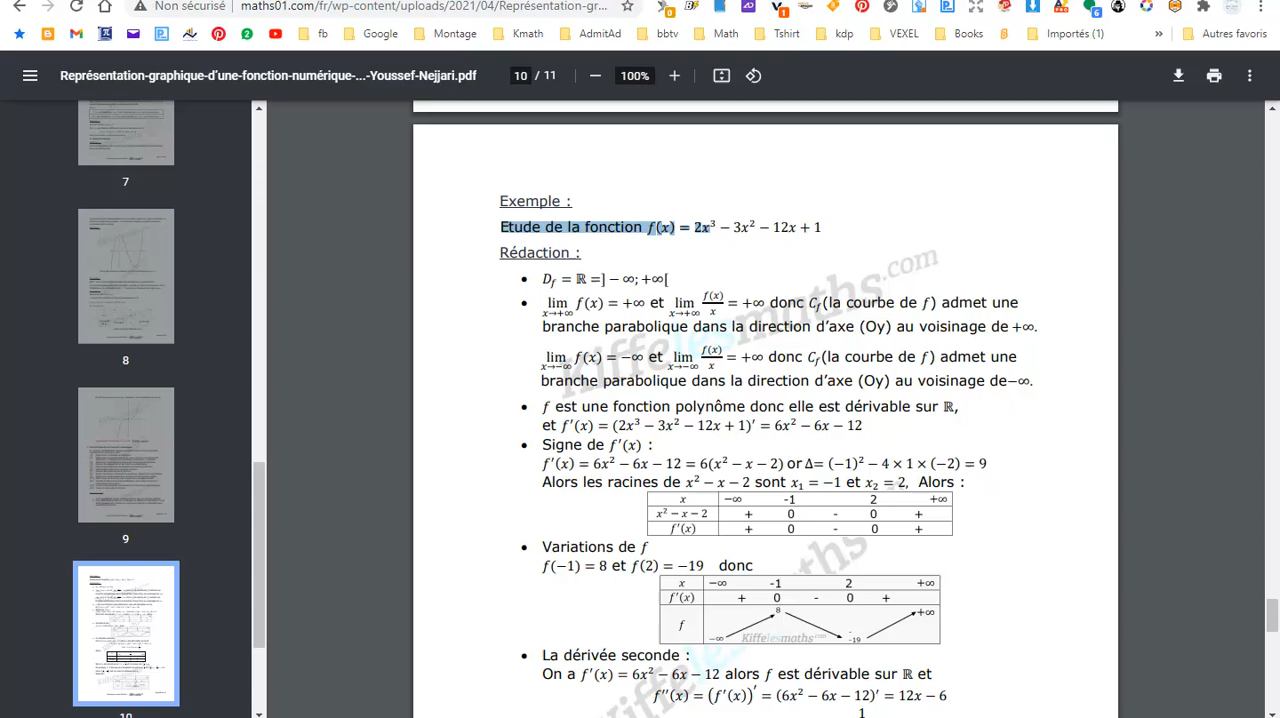 Non sécurisé | maths01.com/fr/wp-content/uploads/2021/04/Représentation-gr...
fb Google Montage Kmath AdmitAd bbtv Math Tshirt kdp VEXEL Books Importés (1) » Autres favoris
Représentation-graphique-d'une-fonction-numérique-...-Youssef-Nejjari.pdf 10 / 11 — 100% +
7
8
9
10
Exemple :
Etude de la fonction f(x) = 2x³ − 3x² − 12x + 1
Rédaction :
• D_f = ℝ =] − ∞; +∞[
• lim_{x→+∞} f(x) = +∞ et lim_{x→+∞} f(x)/x = +∞ donc C_f(la courbe de f) admet une
branche parabolique dans la direction d'axe (Oy) au voisinage de +∞.
lim_{x→−∞} f(x) = −∞ et lim_{x→−∞} f(x)/x = +∞ donc C_f(la courbe de f) admet une
branche parabolique dans la direction d'axe (Oy) au voisinage de−∞.
• f est une fonction polynôme donc elle est dérivable sur ℝ,
et f′(x) = (2x³ − 3x² − 12x + 1)′ = 6x² − 6x − 12
• Signe de f′(x) :
f′(x) = 6x² − 6x − 12 = 6(x² − x − 2) or Δ= (−1)² − 4 × 1 × (−2) = 9
Alors les racines de x² − x − 2 sont x₁ = −1 et x₂ = 2, Alors :
x −∞ -1 2 +∞
x² − x − 2 + 0 - 0 +
f′(x) + 0 - 0 +
• Variations de f
f(−1) = 8 et f(2) = −19 donc
x −∞ -1 2 +∞
f′(x) + 0 0 +
8 +∞
f
−∞ -19
Kiffelesmaths.com
• La dérivée seconde :
On a f′(x) = 6x² − 6x − 12 alors f est dérivable sur ℝ et
f″(x) = (f′(x))′ = (6x² − 6x − 12)′ = 12x − 6
1
Kiffelesmaths.com